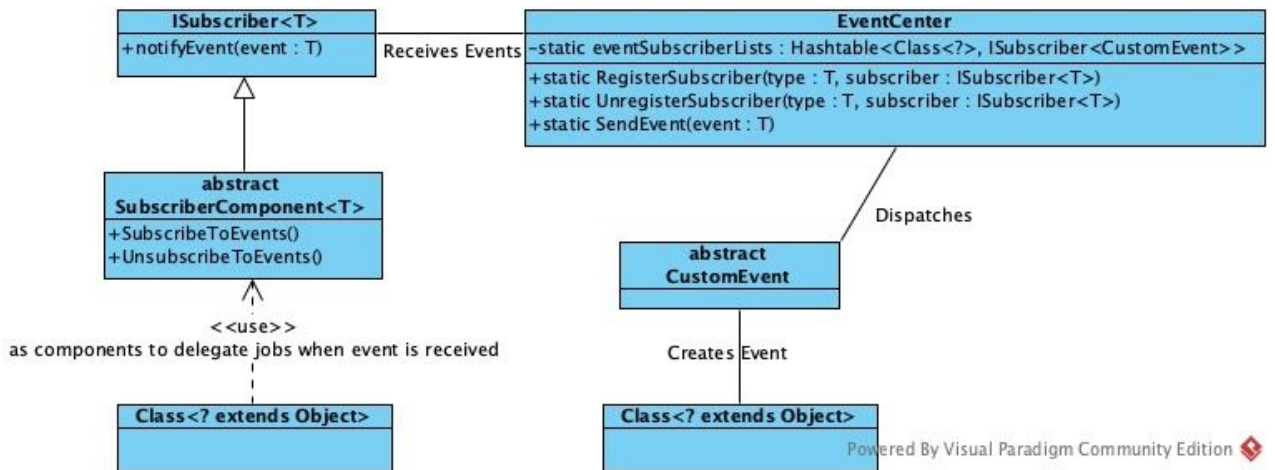 ISubscriber<T>
+notifyEvent(event : T)
Receives Events
EventCenter
-static eventSubscriberLists : Hashtable<Class<?>, ISubscriber<CustomEvent>>
+static RegisterSubscriber(type : T, subscriber : ISubscriber<T>)
+static UnregisterSubscriber(type : T, subscriber : ISubscriber<T>)
+static SendEvent(event : T)
abstract
SubscriberComponent<T>
+SubscribeToEvents()
+UnsubscribeToEvents()
Dispatches
abstract
CustomEvent
<<use>>
as components to delegate jobs when event is received
Creates Event
Class<? extends Object>
Class<? extends Object>
Powered By Visual Paradigm Community Edition